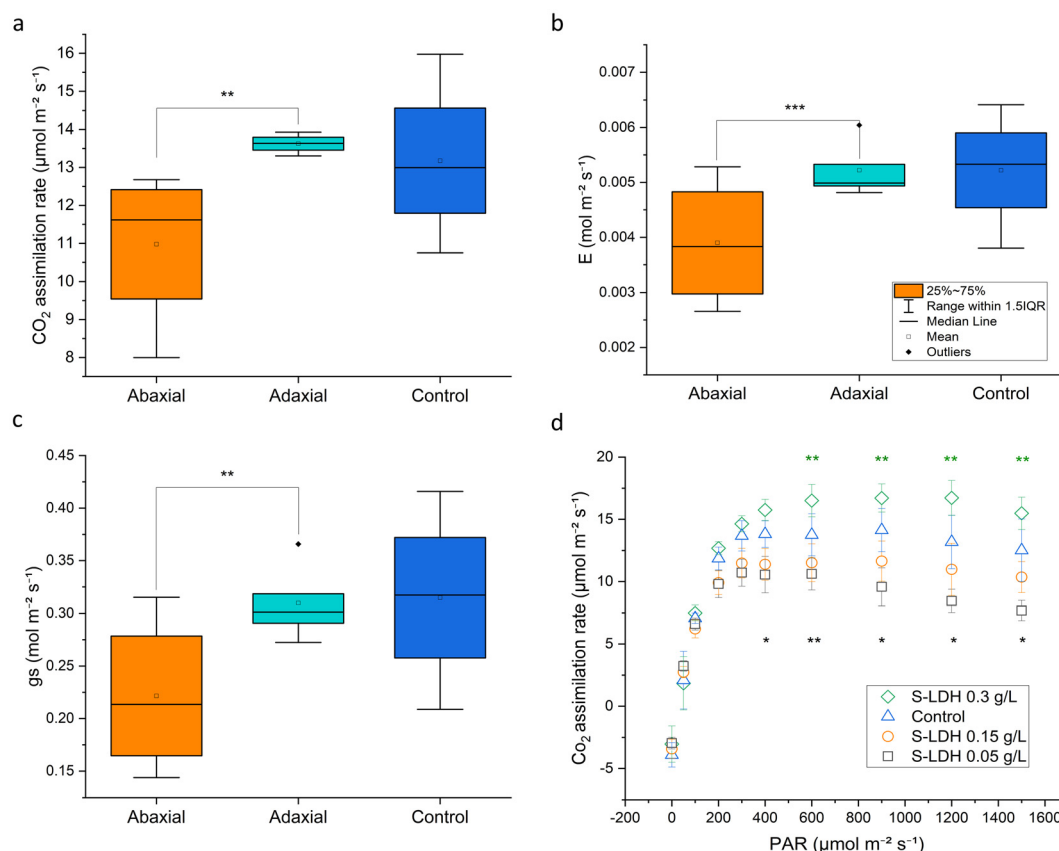 a
CO₂ assimilation rate (μmol m⁻² s⁻¹)
16
15
14
13
12
11
10
9
8
**
Abaxial
Adaxial
Control
b
E (mol m⁻² s⁻¹)
0.007
0.006
0.005
0.004
0.003
0.002
***
25%~75%
Range within 1.5IQR
Median Line
Mean
Outliers
Abaxial
Adaxial
Control
c
gs (mol m⁻² s⁻¹)
0.45
0.40
0.35
0.30
0.25
0.20
0.15
**
Abaxial
Adaxial
Control
d
Co₂ assimilation rate (μmol m⁻² s⁻¹)
20
15
10
5
0
-5
** ** ** **
* ** * * *
S-LDH 0.3 g/L
Control
S-LDH 0.15 g/L
S-LDH 0.05 g/L
-200 0 200 400 600 800 1000 1200 1400 1600
PAR (μmol m⁻² s⁻¹)